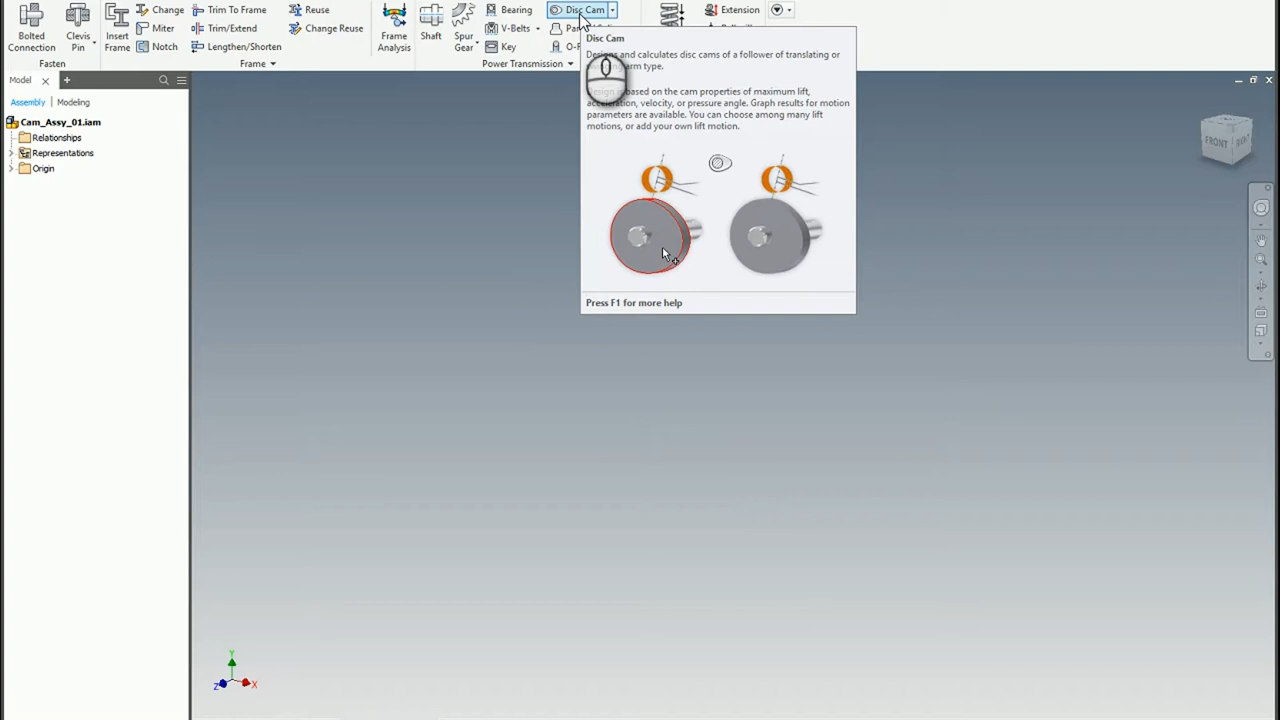 Bolted Connection
Clevis Pin
Fasten
Insert Frame
Change
Miter
Notch
Trim To Frame
Trim/Extend
Lengthen/Shorten
Reuse
Change Reuse
Frame
Frame Analysis
Shaft
Spur Gear
Bearing
V-Belts
Key
Disc Cam
Power Transmission
Extension
Disc Cam
Designs and calculates disc cams of a follower of translating or
arm type.
Design is based on the cam properties of maximum lift,
acceleration, velocity, or pressure angle. Graph results for motion
parameters are available. You can choose among many lift
motions, or add your own lift motion.
Press F1 for more help
Model
Assembly
Modeling
Cam_Assy_01.iam
Relationships
Representations
Origin
FRONT
Y
Z
X